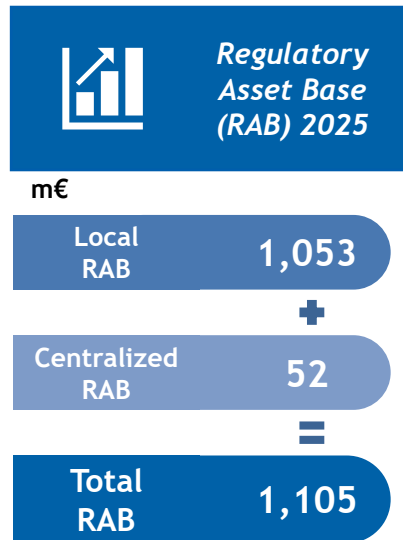 Regulatory
Asset Base
(RAB) 2025
m€
Local
RAB
1,053
+
Centralized
RAB
52
=
Total
RAB
1,105